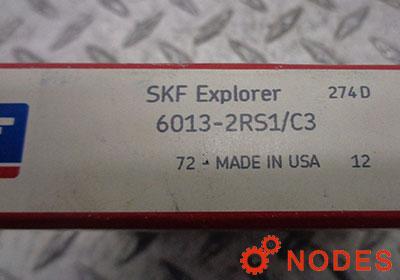 SKF Explorer 274D
6013-2RS1/C3
72 - MADE IN USA 12
NODES